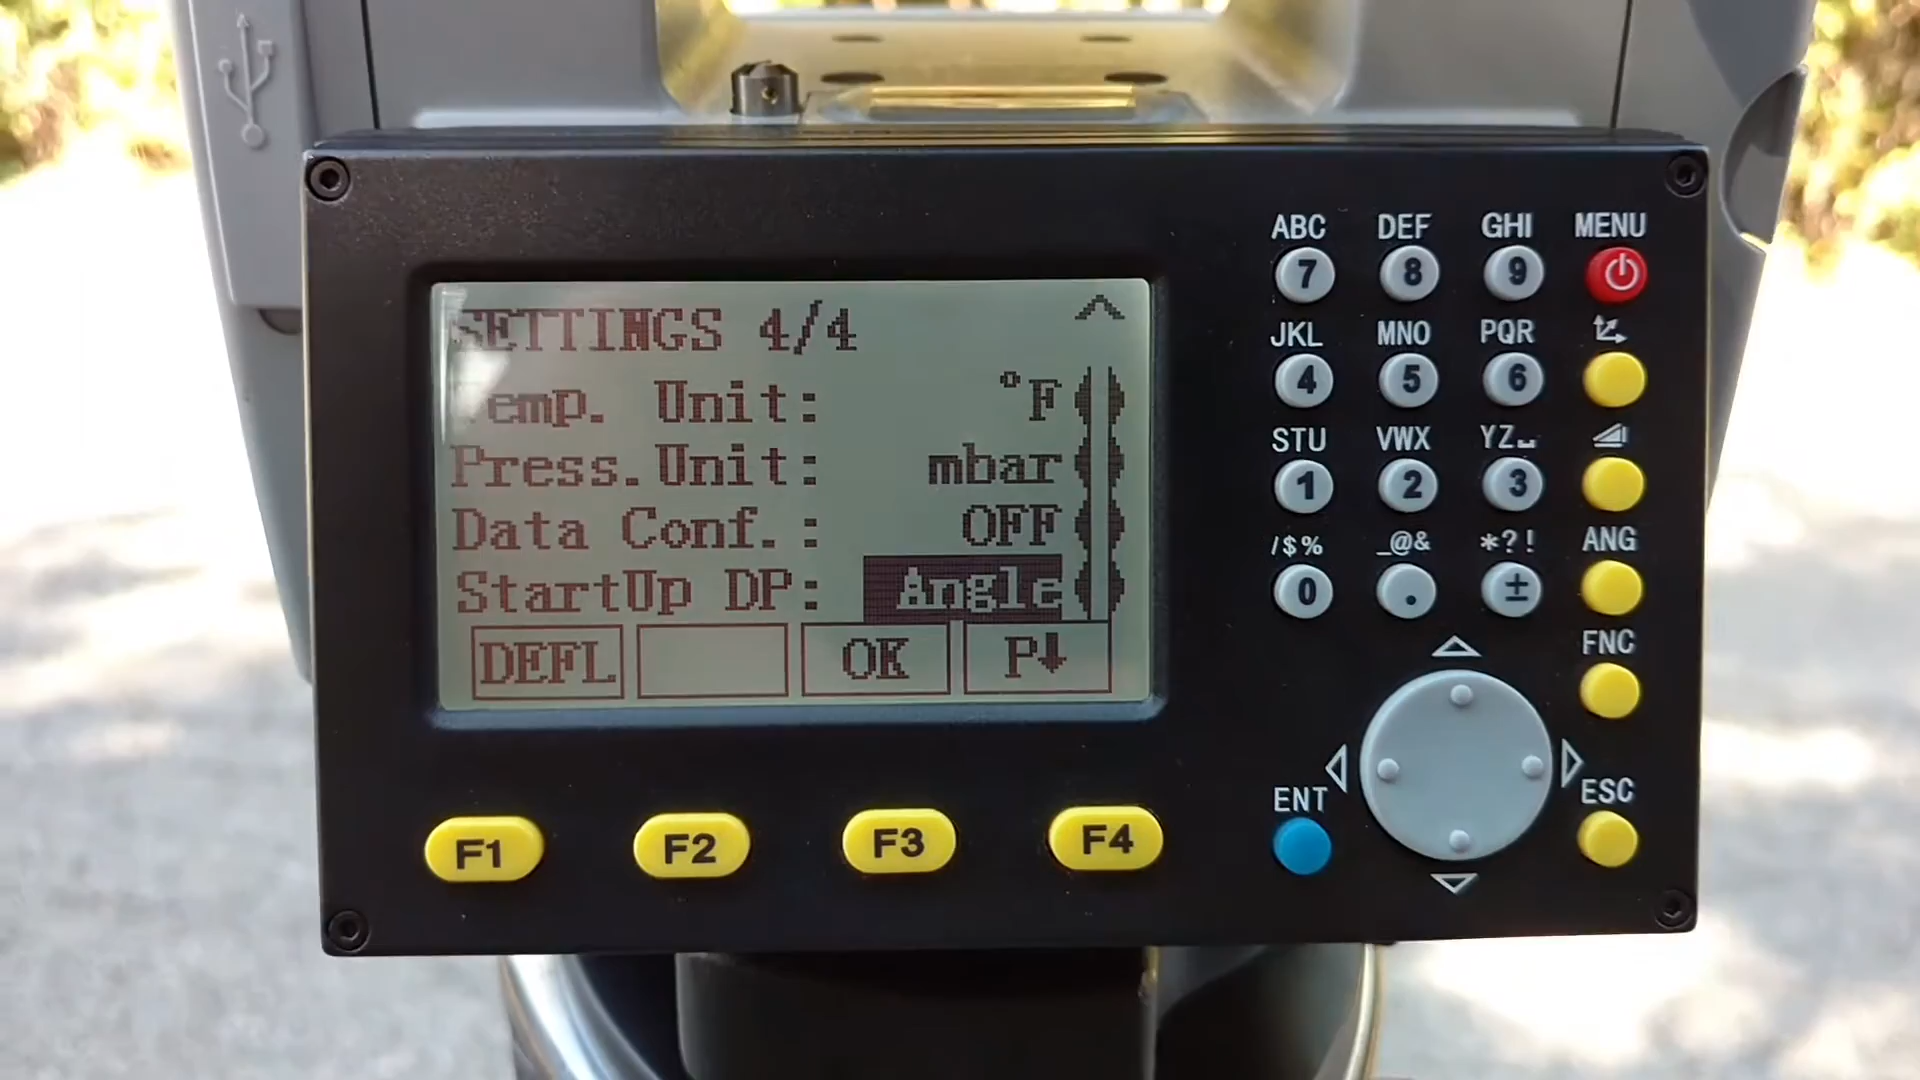 SETTINGS 4/4
Temp. Unit: °F
Press.Unit: mbar
Data Conf.: OFF
StartUp DP: Angle
DEFL OK P↓
F1 F2 F3 F4
ABC DEF GHI MENU
7 8 9
JKL MNO PQR
4 5 6
STU VWX YZ␣
1 2 3
/$% _@& *?! ANG
0 . ±
FNC
ENT ESC